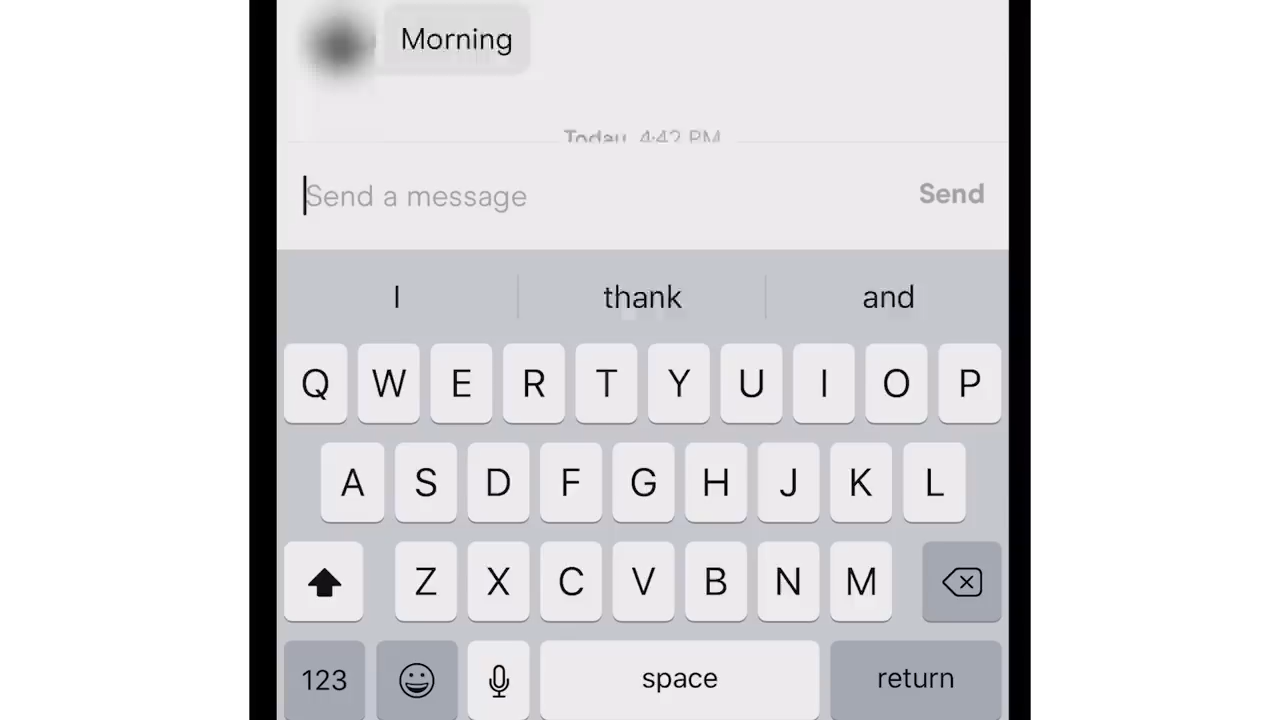 Morning
Today 4:42 PM
Send a message Send
I thank and
Q W E R T Y U I O P
A S D F G H J K L
Z X C V B N M
123 space return